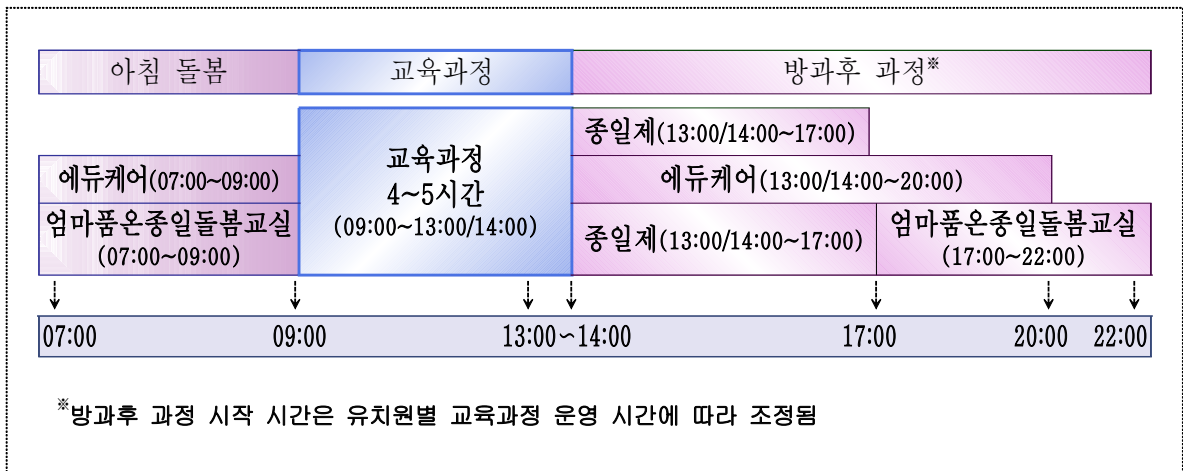 아침 돌봄
교육과정
방과후 과정※
에듀케어(07:00~09:00)
엄마품온종일돌봄교실
(07:00~09:00)
교육과정
4~5시간
(09:00~13:00/14:00)
종일제(13:00/14:00~17:00)
에듀케어(13:00/14:00~20:00)
종일제(13:00/14:00~17:00)
엄마품온종일돌봄교실
(17:00~22:00)
07:00 09:00 13:00~14:00 17:00 20:00 22:00
※방과후 과정 시작 시간은 유치원별 교육과정 운영 시간에 따라 조정됨